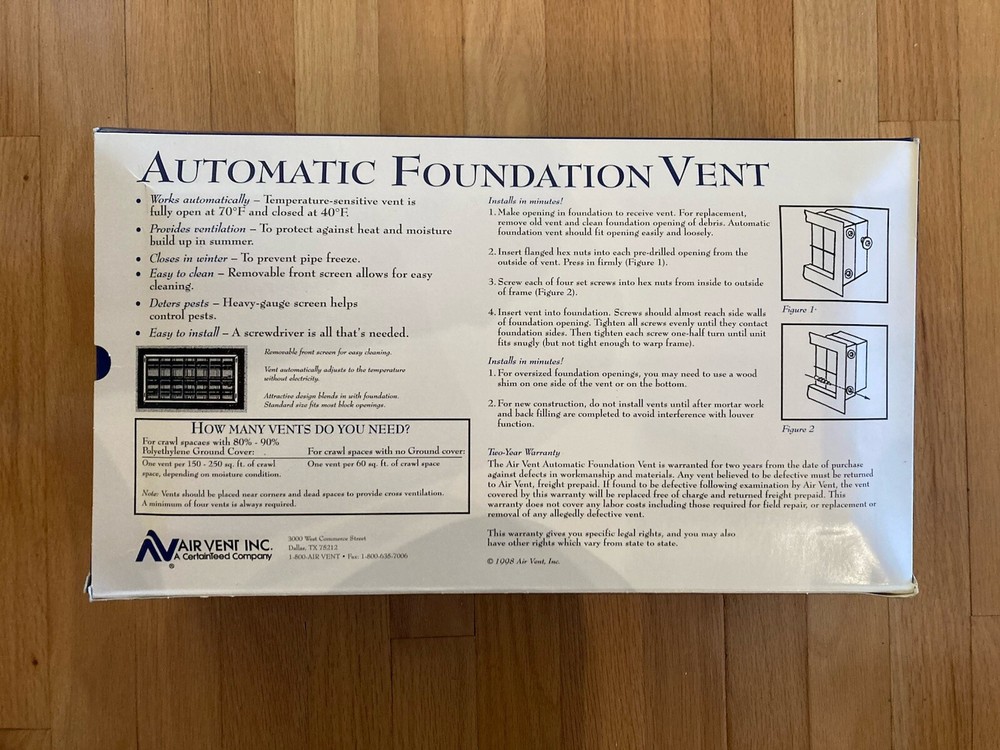 AUTOMATIC FOUNDATION VENT
• Works automatically – Temperature-sensitive vent is
fully open at 70°F and closed at 40°F.
• Provides ventilation – To protect against heat and moisture
build up in summer.
• Closes in winter – To prevent pipe freeze.
• Easy to clean – Removable front screen allows for easy
cleaning.
• Deters pests – Heavy-gauge screen helps
control pests.
• Easy to install – A screwdriver is all that's needed.
Removable front screen for easy cleaning.
Vent automatically adjusts to the temperature
without electricity.
Attractive design blends in with foundation.
Standard size fits most block openings.
HOW MANY VENTS DO YOU NEED?
For crawl spacaes with 80% - 90%
Polyethylene Ground Cover:
For crawl spaces with no Ground cover:
One vent per 150 - 250 sq. ft. of crawl
space, depending on moisture condition.
One vent per 60 sq. ft. of crawl space
Note: Vents should be placed near corners and dead spaces to provide cross ventilation.
A minimum of four vents is always required.
AIR VENT INC.
A CertainTeed Company
®
3000 West Commerce Street
Dallas, TX 75212
1-800-AIR VENT • Fax: 1-800-635-7006
Installs in minutes!
1. Make opening in foundation to receive vent. For replacement,
remove old vent and clean foundation opening of debris. Automatic
foundation vent should fit opening easily and loosely.
2. Insert flanged hex nuts into each pre-drilled opening from the
outside of vent. Press in firmly (Figure 1).
3. Screw each of four set screws into hex nuts from inside to outside
of frame (Figure 2).
4. Insert vent into foundation. Screws should almost reach side walls
of foundation opening. Tighten all screws evenly until they contact
foundation sides. Then tighten each screw one-half turn until unit
fits snugly (but not tight enough to warp frame).
Installs in minutes!
1. For oversized foundation openings, you may need to use a wood
shim on one side of the vent or on the bottom.
2. For new construction, do not install vents until after mortar work
and back filling are completed to avoid interference with louver
function.
Figure 1
Figure 2
Two-Year Warranty
The Air Vent Automatic Foundation Vent is warranted for two years from the date of purchase
against defects in workmanship and materials. Any vent believed to be defective must be returned
to Air Vent, freight prepaid. If found to be defective following examination by Air Vent, the vent
covered by this warranty will be replaced free of charge and returned freight prepaid. This
warranty does not cover any labor costs including those required for field repair, or replacement or
removal of any allegedly defective vent.
This warranty gives you specific legal rights, and you may also
have other rights which vary from state to state.
© 1998 Air Vent, Inc.